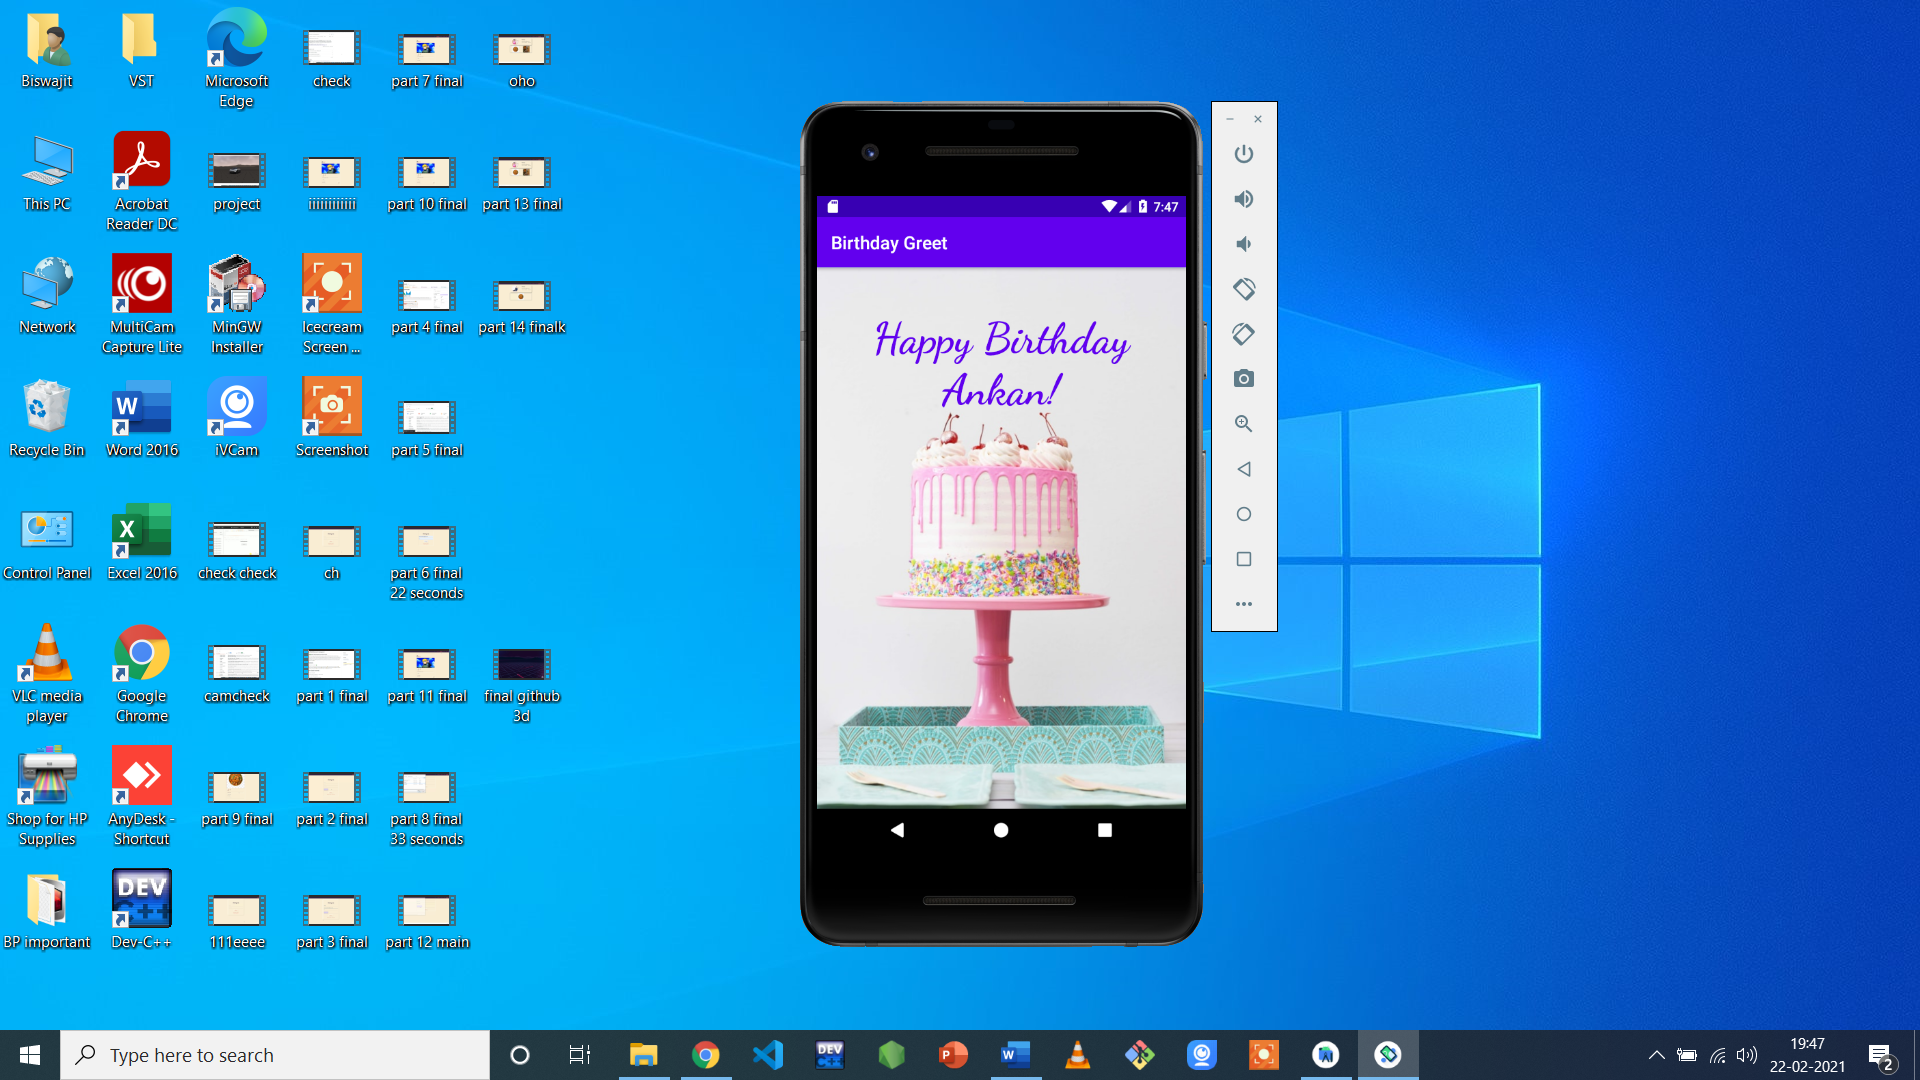 Biswajit
VST
Microsoft
Edge
check
part 7 final
oho
This PC
Acrobat
Reader DC
project
iiiiiiiiiiii
part 10 final
part 13 final
Network
MultiCam
Capture Lite
MinGW
Installer
Icecream
Screen ...
part 4 final
part 14 finalk
Recycle Bin
W
Word 2016
iVCam
Screenshot
part 5 final
Control Panel
X
Excel 2016
check check
ch
part 6 final
22 seconds
VLC media
player
Google
Chrome
camcheck
part 1 final
part 11 final
final github
3d
Shop for HP
Supplies
AnyDesk -
Shortcut
part 9 final
part 2 final
part 8 final
33 seconds
BP important
DEV
C++
Dev-C++
111eeee
part 3 final
part 12 main
7:47
Birthday Greet
Happy Birthday
Ankan!
Type here to search
DEV
C++
P
W
19:47
22-02-2021
2